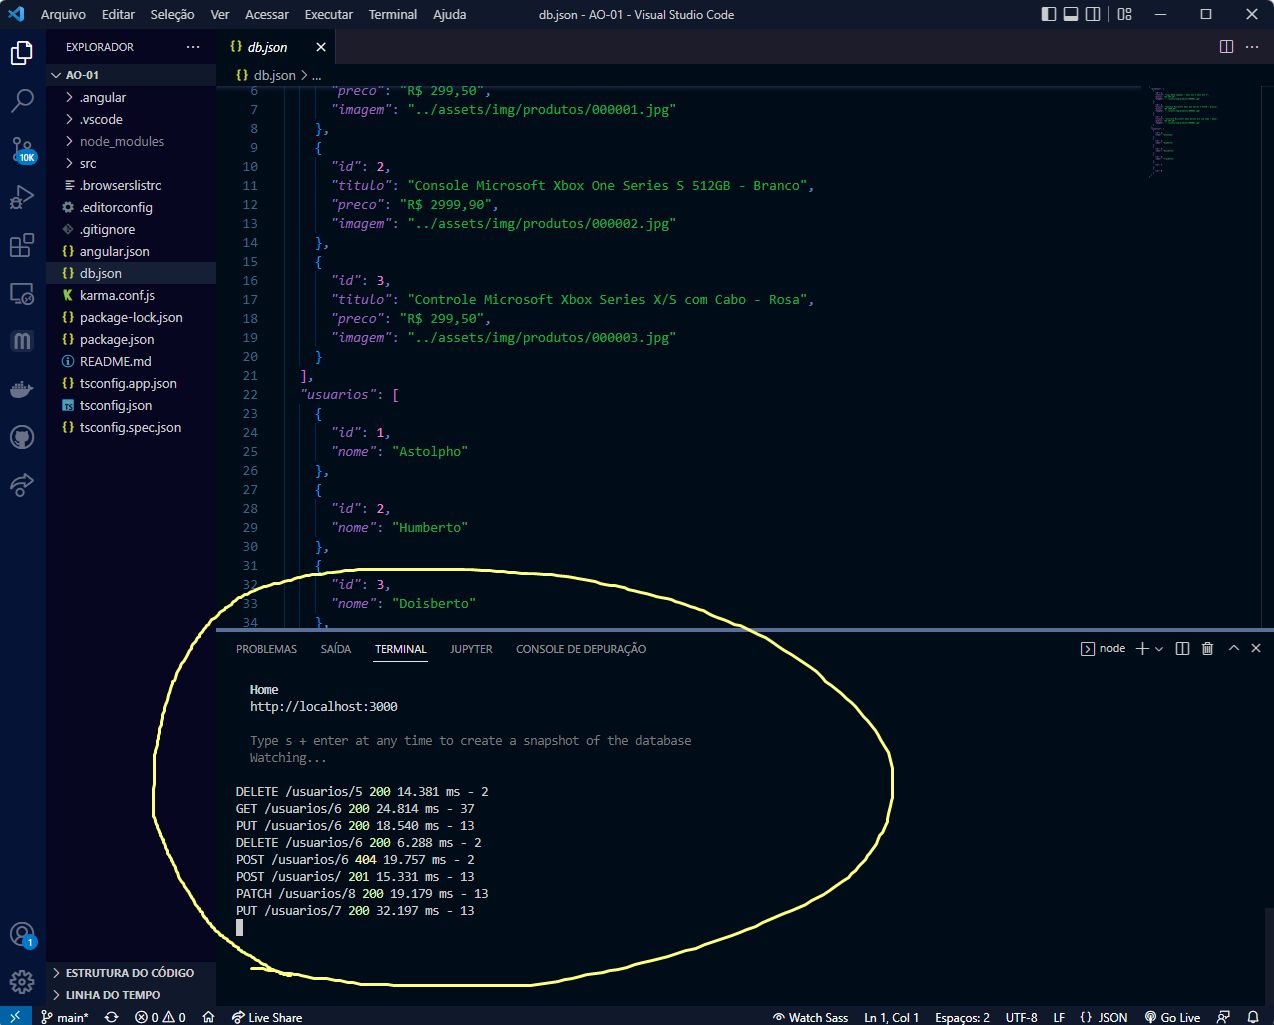 Arquivo Editar Seleção Ver Acessar Executar Terminal Ajuda db.json - AO-01 - Visual Studio Code
EXPLORADOR
AO-01
.angular
.vscode
node_modules
src
.browserslistrc
.editorconfig
.gitignore
angular.json
db.json
karma.conf.js
package-lock.json
package.json
README.md
tsconfig.app.json
tsconfig.json
tsconfig.spec.json
10K
1
ESTRUTURA DO CÓDIGO
LINHA DO TEMPO
{} db.json
{} db.json > ...
6 "preco": "R$ 299,50",
7 "imagem": "../assets/img/produtos/000001.jpg"
8 },
9 {
10 "id": 2,
11 "titulo": "Console Microsoft Xbox One Series S 512GB - Branco",
12 "preco": "R$ 2999,90",
13 "imagem": "../assets/img/produtos/000002.jpg"
14 },
15 {
16 "id": 3,
17 "titulo": "Controle Microsoft Xbox Series X/S com Cabo - Rosa",
18 "preco": "R$ 299,50",
19 "imagem": "../assets/img/produtos/000003.jpg"
20 }
21 ],
22 "usuarios": [
23 {
24 "id": 1,
25 "nome": "Astolpho"
26 },
27 {
28 "id": 2,
29 "nome": "Humberto"
30 },
31 {
32 "id": 3,
33 "nome": "Doisberto"
34 },
PROBLEMAS SAÍDA TERMINAL JUPYTER CONSOLE DE DEPURAÇÃO node
Home
http://localhost:3000
Type s + enter at any time to create a snapshot of the database
Watching...
DELETE /usuarios/5 200 14.381 ms - 2
GET /usuarios/6 200 24.814 ms - 37
PUT /usuarios/6 200 18.540 ms - 13
DELETE /usuarios/6 200 6.288 ms - 2
POST /usuarios/6 404 19.757 ms - 2
POST /usuarios/ 201 15.331 ms - 13
PATCH /usuarios/8 200 19.179 ms - 13
PUT /usuarios/7 200 32.197 ms - 13
main* 0 0 Live Share Watch Sass Ln 1, Col 1 Espaços: 2 UTF-8 LF {} JSON Go Live